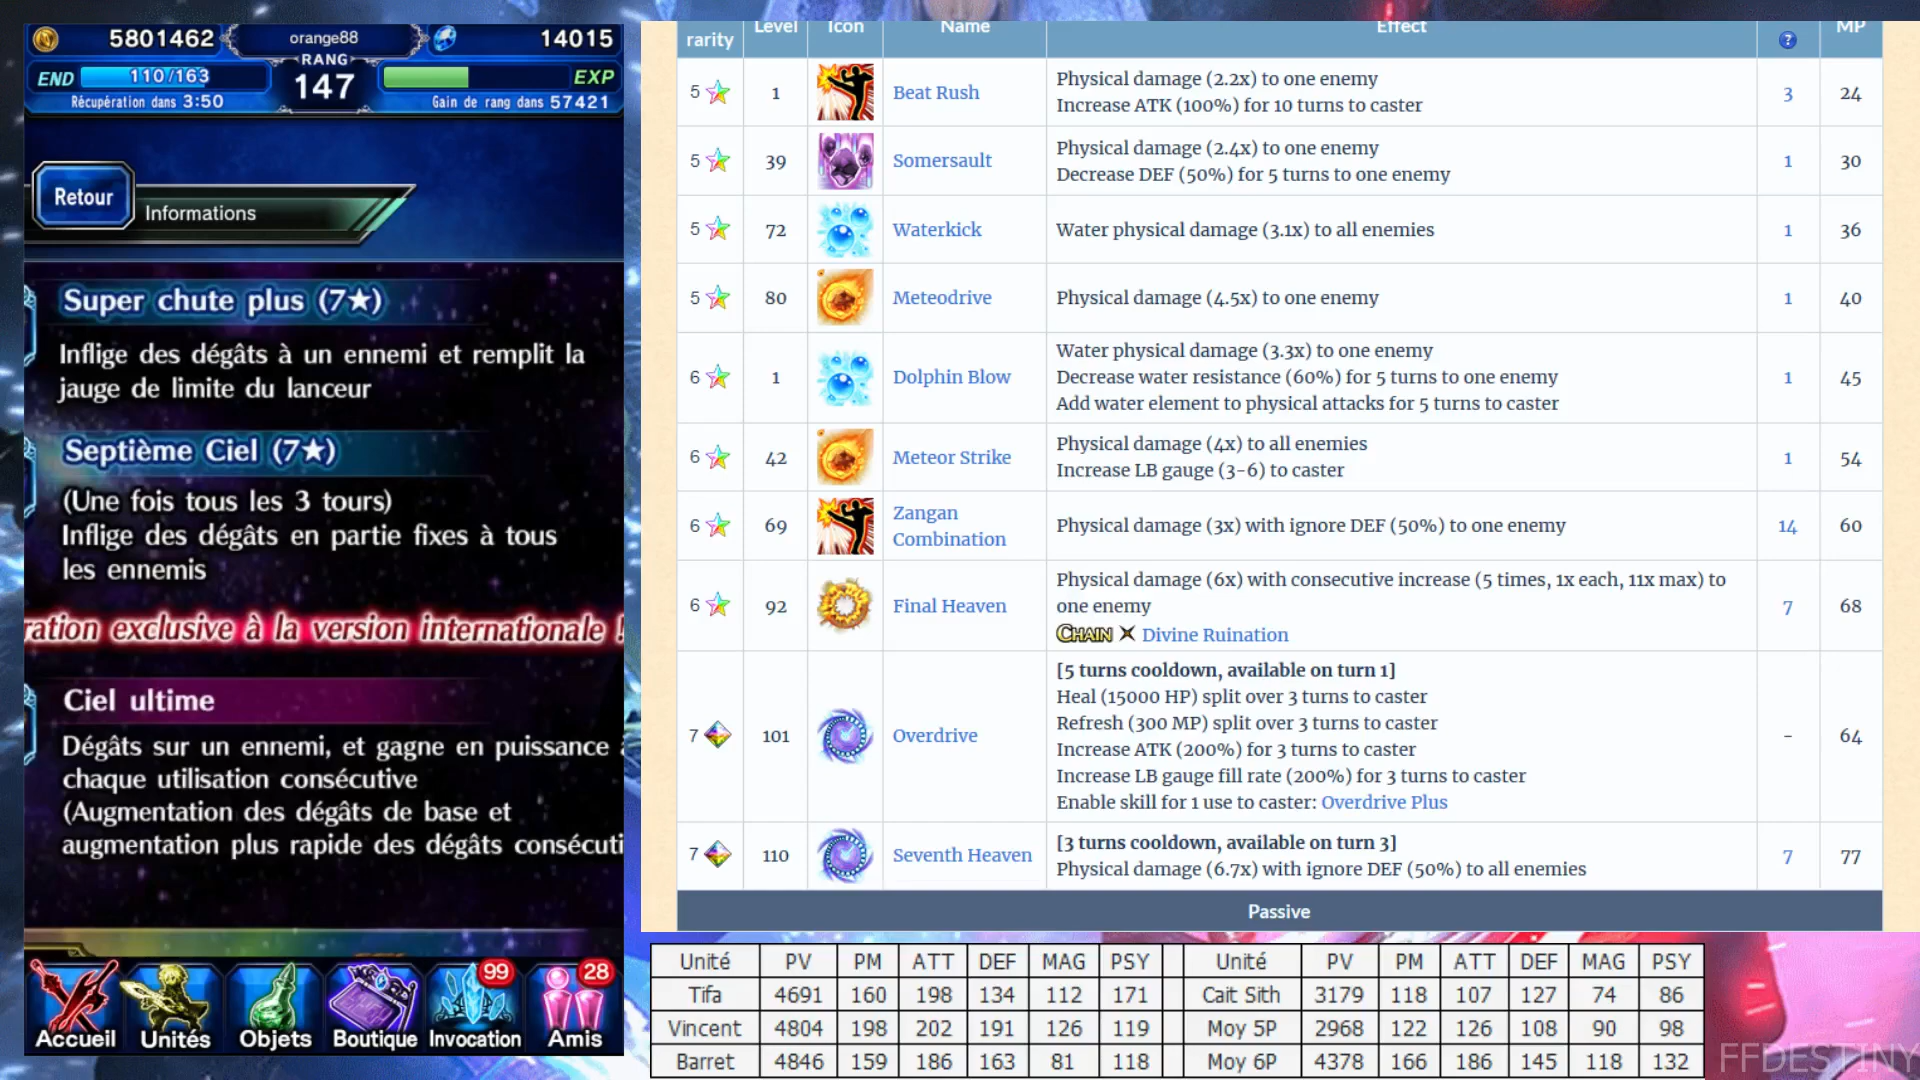 5801462
orange88
14015
RANG
147
END
110/163
EXP
Récupération dans 3:50
Gain de rang dans 57421
Retour
Informations
Super chute plus (7★)
Inflige des dégâts à un ennemi et remplit la
jauge de limite du lanceur
Septième Ciel (7★)
(Une fois tous les 3 tours)
Inflige des dégâts en partie fixes à tous
les ennemis
ration exclusive à la version internationale !
Ciel ultime
Dégâts sur un ennemi, et gagne en puissance à
chaque utilisation consécutive
(Augmentation des dégâts de base et
augmentation plus rapide des dégâts consécuti
99
28
Accueil
Unités
Objets
Boutique
Invocation
Amis
rarity Level Icon Name Effect ? MP
5 1 Beat Rush Physical damage (2.2x) to one enemy
Increase ATK (100%) for 10 turns to caster 3 24
5 39 Somersault Physical damage (2.4x) to one enemy
Decrease DEF (50%) for 5 turns to one enemy 1 30
5 72 Waterkick Water physical damage (3.1x) to all enemies 1 36
5 80 Meteodrive Physical damage (4.5x) to one enemy 1 40
6 1 Dolphin Blow Water physical damage (3.3x) to one enemy
Decrease water resistance (60%) for 5 turns to one enemy
Add water element to physical attacks for 5 turns to caster 1 45
6 42 Meteor Strike Physical damage (4x) to all enemies
Increase LB gauge (3-6) to caster 1 54
6 69 Zangan
Combination Physical damage (3x) with ignore DEF (50%) to one enemy 14 60
6 92 Final Heaven Physical damage (6x) with consecutive increase (5 times, 1x each, 11x max) to
one enemy
CHAIN Divine Ruination 7 68
7 101 Overdrive [5 turns cooldown, available on turn 1]
Heal (15000 HP) split over 3 turns to caster
Refresh (300 MP) split over 3 turns to caster
Increase ATK (200%) for 3 turns to caster
Increase LB gauge fill rate (200%) for 3 turns to caster
Enable skill for 1 use to caster: Overdrive Plus - 64
7 110 Seventh Heaven [3 turns cooldown, available on turn 3]
Physical damage (6.7x) with ignore DEF (50%) to all enemies 7 77
Passive
Unité PV PM ATT DEF MAG PSY Unité PV PM ATT DEF MAG PSY
Tifa 4691 160 198 134 112 171 Cait Sith 3179 118 107 127 74 86
Vincent 4804 198 202 191 126 119 Moy 5P 2968 122 126 108 90 98
Barret 4846 159 186 163 81 118 Moy 6P 4378 166 186 145 118 132
FFDESTINY